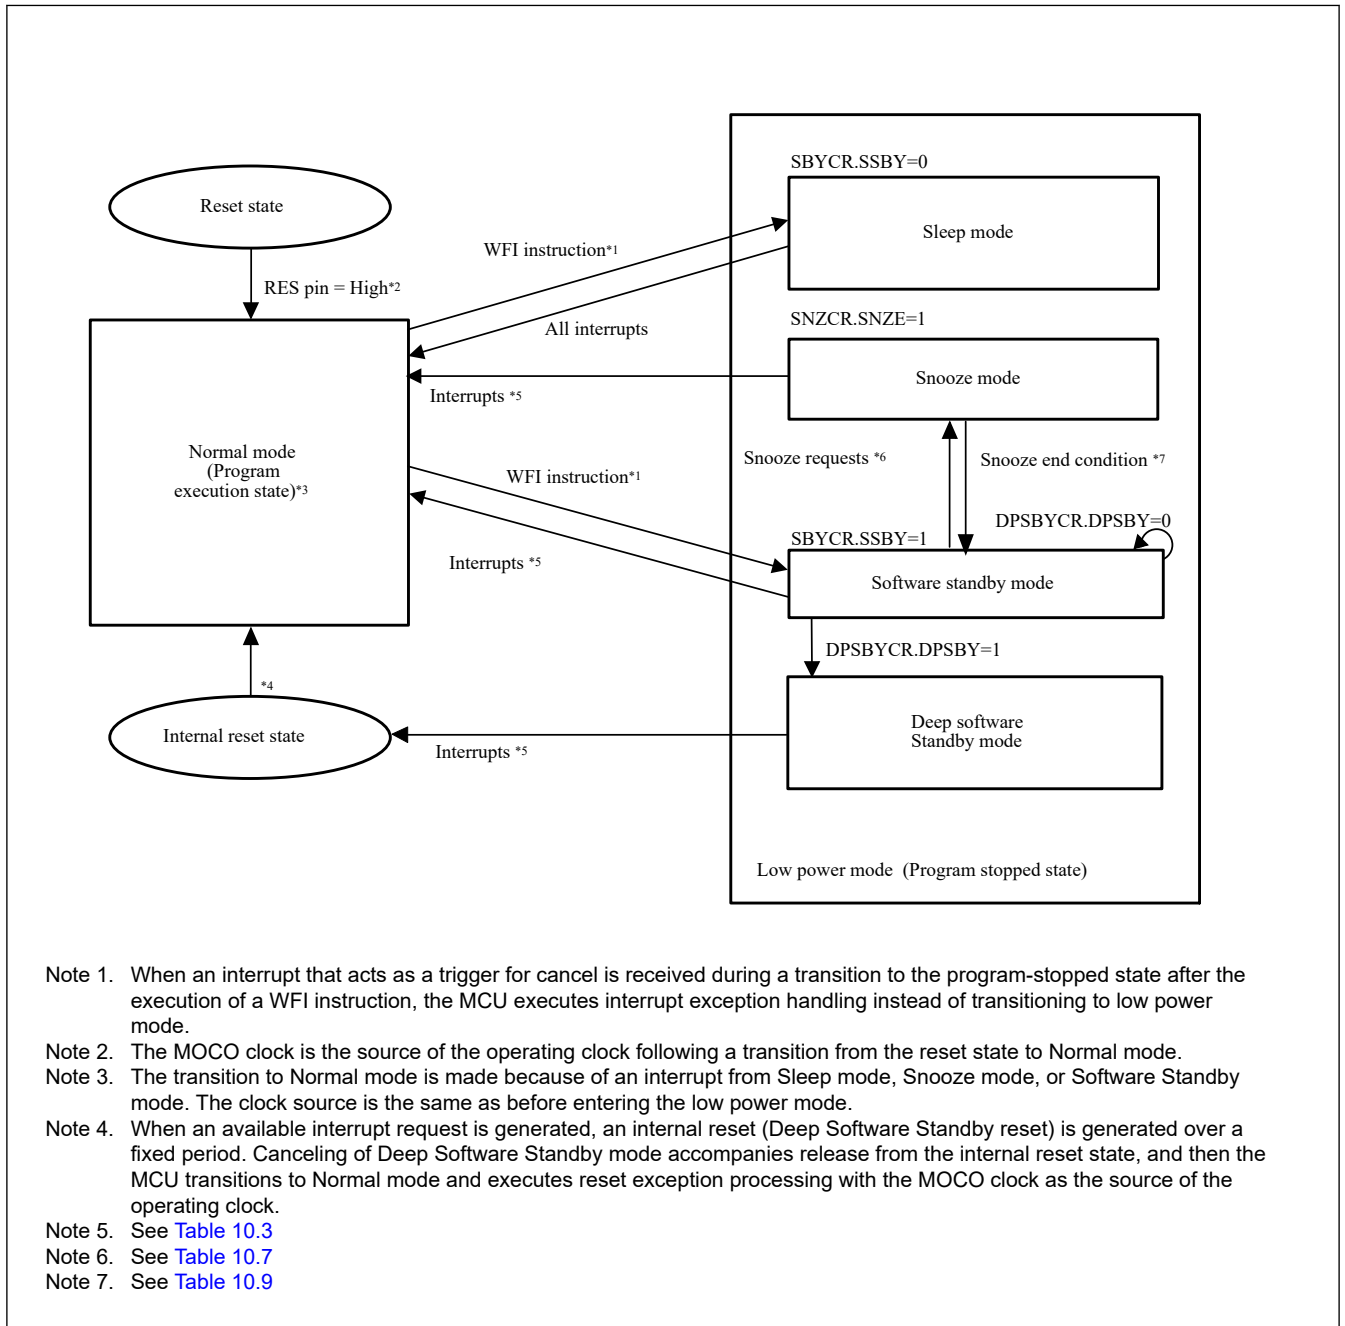 SBYCR.SSBY=0
Reset state
Sleep mode
WFI instruction*1
RES pin = High*2
All interrupts
SNZCR.SNZE=1
Snooze mode
Interrupts *5
Normal mode
(Program
execution state)*3
Snooze requests *6
Snooze end condition *7
WFI instruction*1
DPSBYCR.DPSBY=0
SBYCR.SSBY=1
Interrupts *5
Software standby mode
DPSBYCR.DPSBY=1
*4
Deep software
Standby mode
Internal reset state
Interrupts *5
Low power mode (Program stopped state)
Note 1. When an interrupt that acts as a trigger for cancel is received during a transition to the program-stopped state after the
execution of a WFI instruction, the MCU executes interrupt exception handling instead of transitioning to low power
mode.
Note 2. The MOCO clock is the source of the operating clock following a transition from the reset state to Normal mode.
Note 3. The transition to Normal mode is made because of an interrupt from Sleep mode, Snooze mode, or Software Standby
mode. The clock source is the same as before entering the low power mode.
Note 4. When an available interrupt request is generated, an internal reset (Deep Software Standby reset) is generated over a
fixed period. Canceling of Deep Software Standby mode accompanies release from the internal reset state, and then the
MCU transitions to Normal mode and executes reset exception processing with the MOCO clock as the source of the
operating clock.
Note 5. See Table 10.3
Note 6. See Table 10.7
Note 7. See Table 10.9